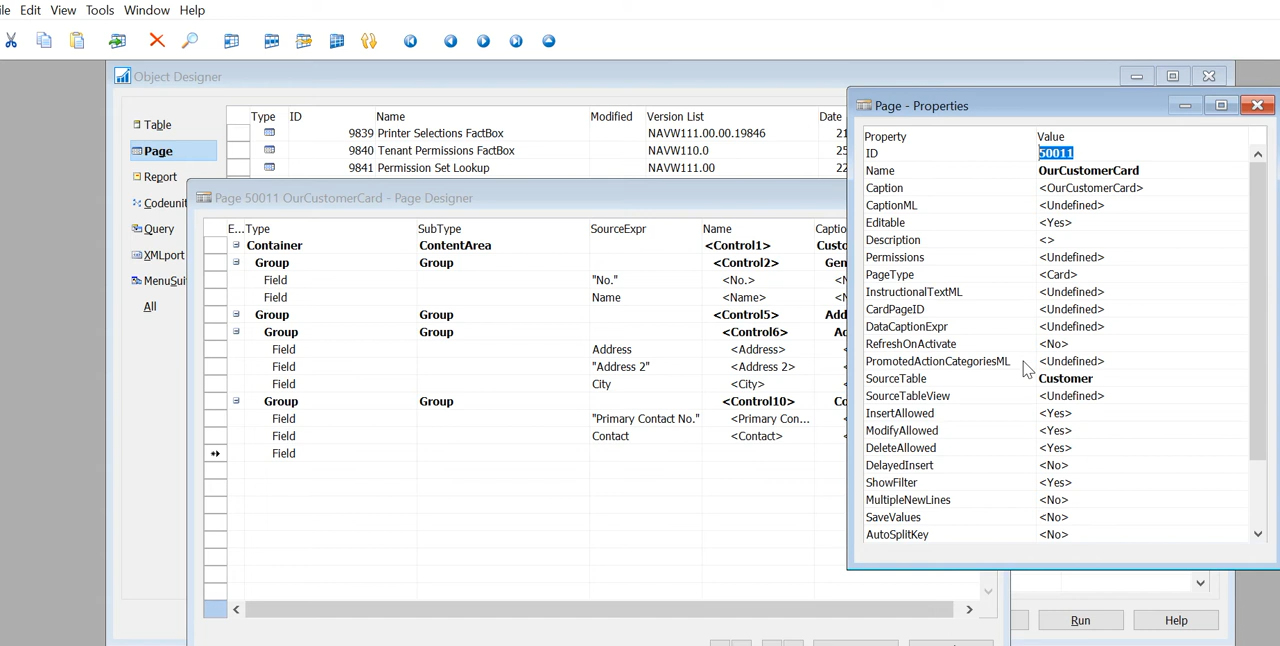 ile Edit View Tools Window Help
Object Designer
Table
Page
Report
Codeunit
Query
XMLport
MenuSui
All
Type ID Name Modified Version List Date
9839 Printer Selections FactBox NAVW111.00.00.19846 21
9840 Tenant Permissions FactBox NAVW110.0 25
9841 Permission Set Lookup NAVW111.00 22
Page 50011 OurCustomerCard - Page Designer
E... Type SubType SourceExpr Name Captio
Container ContentArea <Control1> Custo
Group Group <Control2> Gen
Field "No." <No.> <N
Field Name <Name> <N
Group Group <Control5> Add
Group Group <Control6> Ad
Field Address <Address> <
Field "Address 2" <Address 2> <
Field City <City> <
Group Group <Control10> Co
Field "Primary Contact No." <Primary Con... <
Field Contact <Contact> <
Field
Page - Properties
Property Value
ID 50011
Name OurCustomerCard
Caption <OurCustomerCard>
CaptionML <Undefined>
Editable <Yes>
Description <>
Permissions <Undefined>
PageType <Card>
InstructionalTextML <Undefined>
CardPageID <Undefined>
DataCaptionExpr <Undefined>
RefreshOnActivate <No>
PromotedActionCategoriesML <Undefined>
SourceTable Customer
SourceTableView <Undefined>
InsertAllowed <Yes>
ModifyAllowed <Yes>
DeleteAllowed <Yes>
DelayedInsert <No>
ShowFilter <Yes>
MultipleNewLines <No>
SaveValues <No>
AutoSplitKey <No>
Run Help